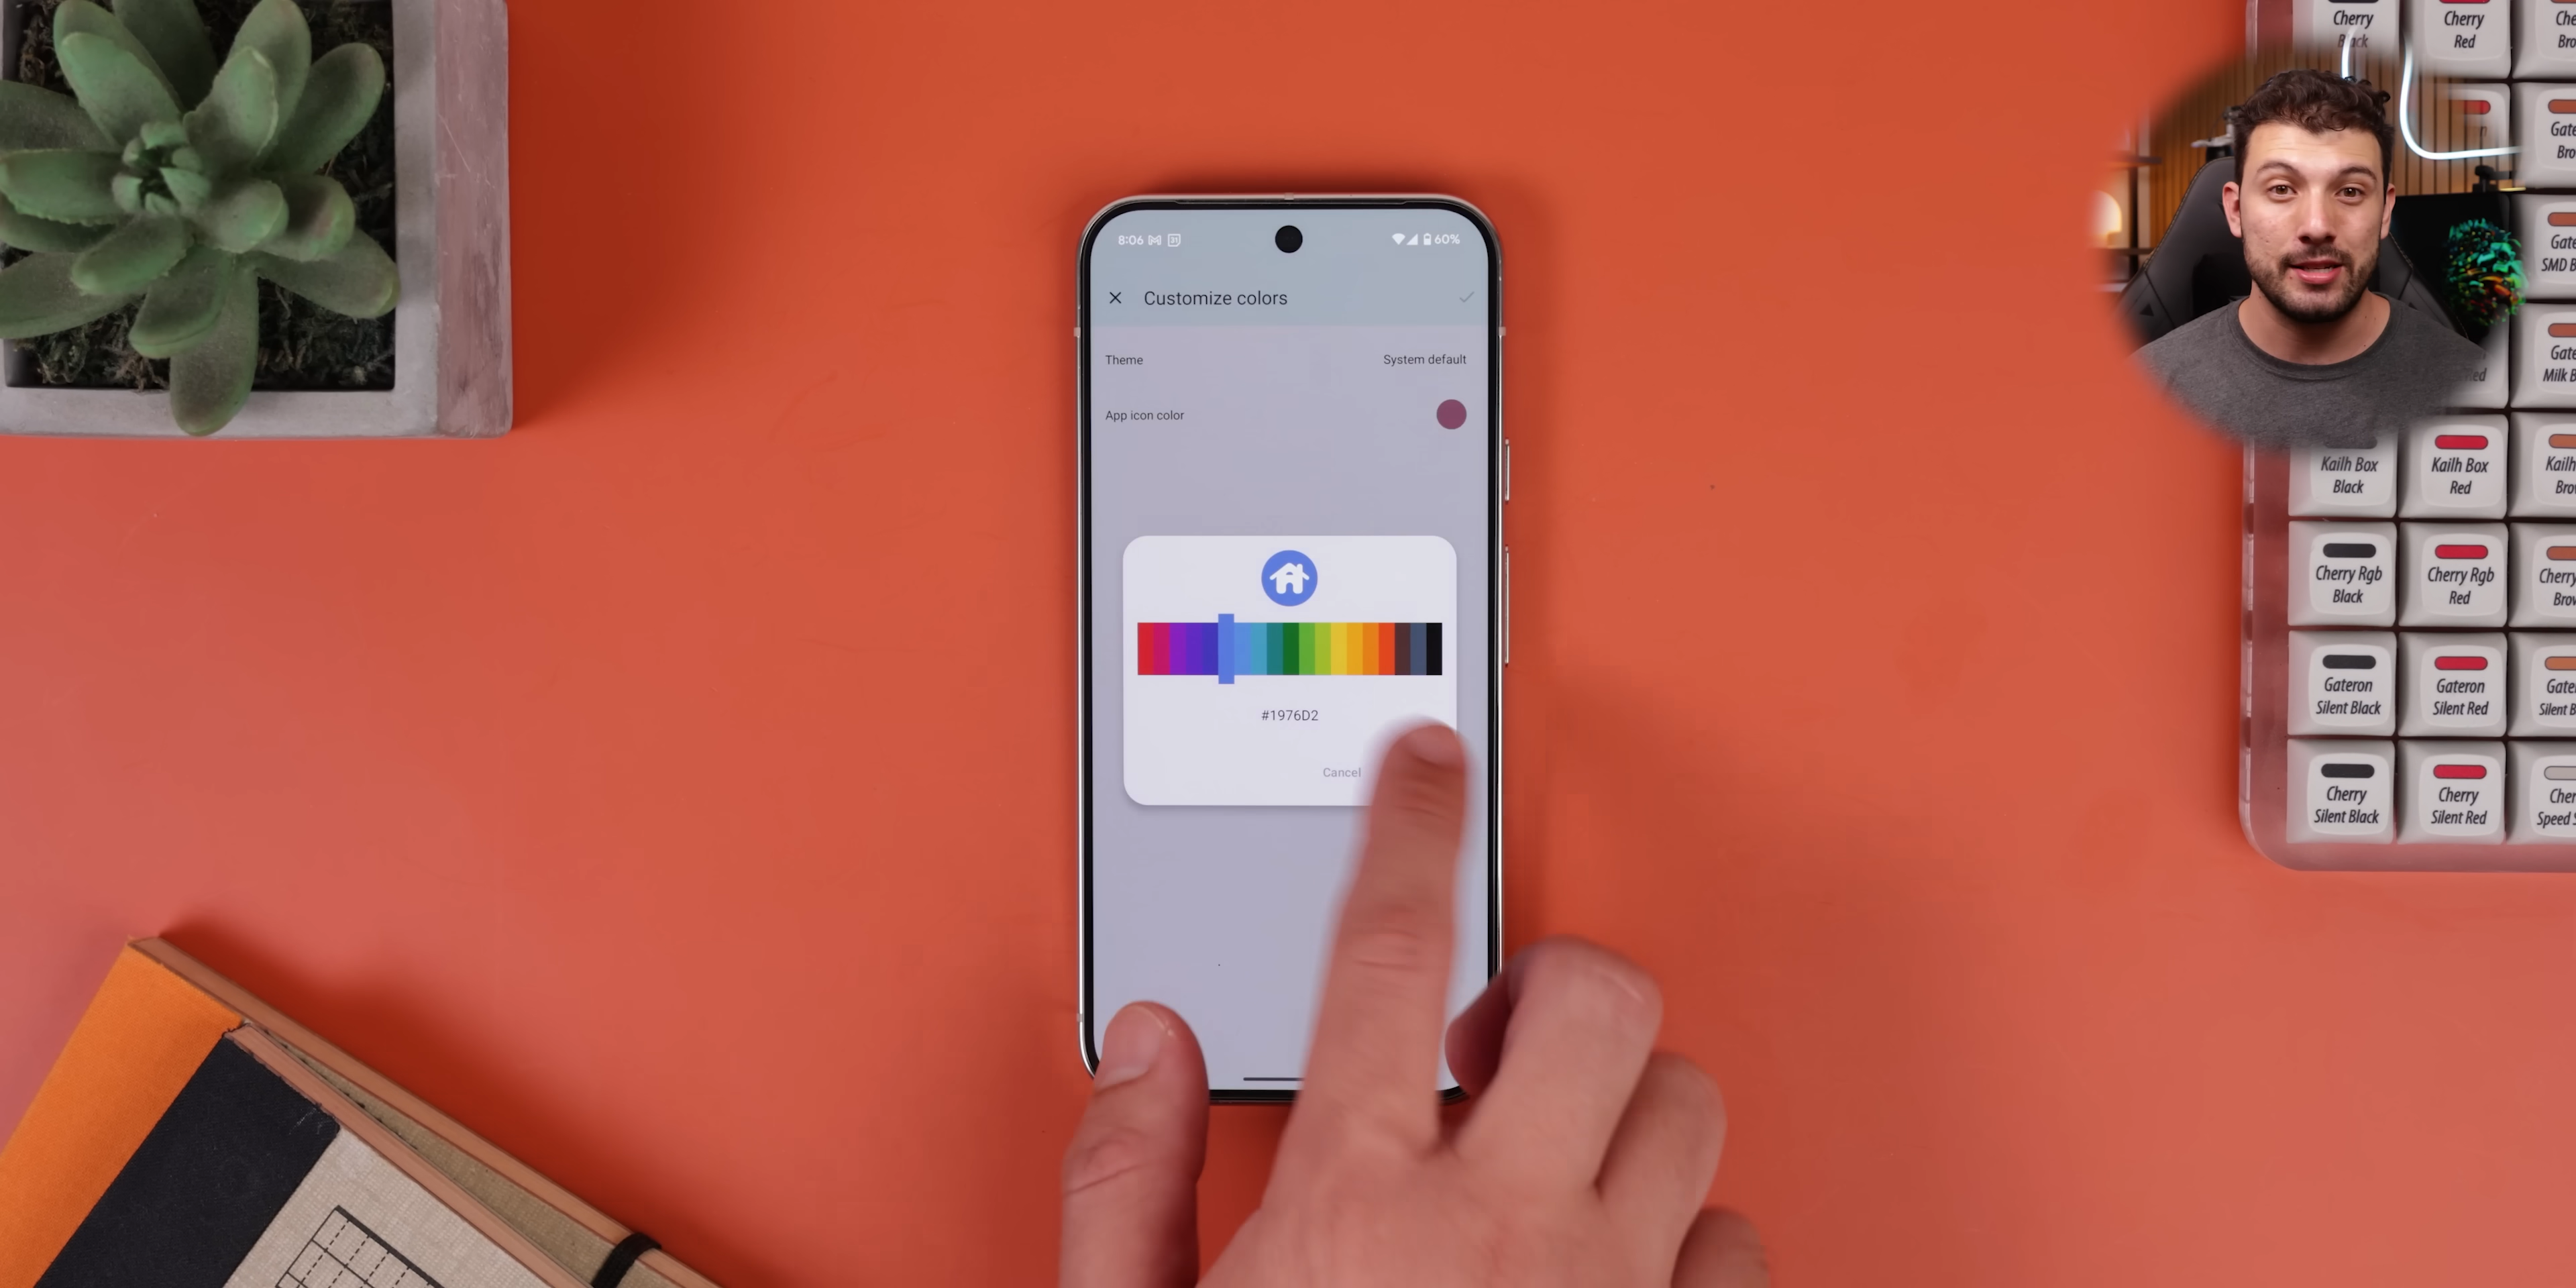 8:06
60%
Customize colors
Theme
System default
App icon color
#1976D2
Cancel
Cherry
Black
Cherry
Red
Kailh Box
Black
Kailh Box
Red
Cherry Rgb
Black
Cherry Rgb
Red
Gateron
Silent Black
Gateron
Silent Red
Cherry
Silent Black
Cherry
Silent Red